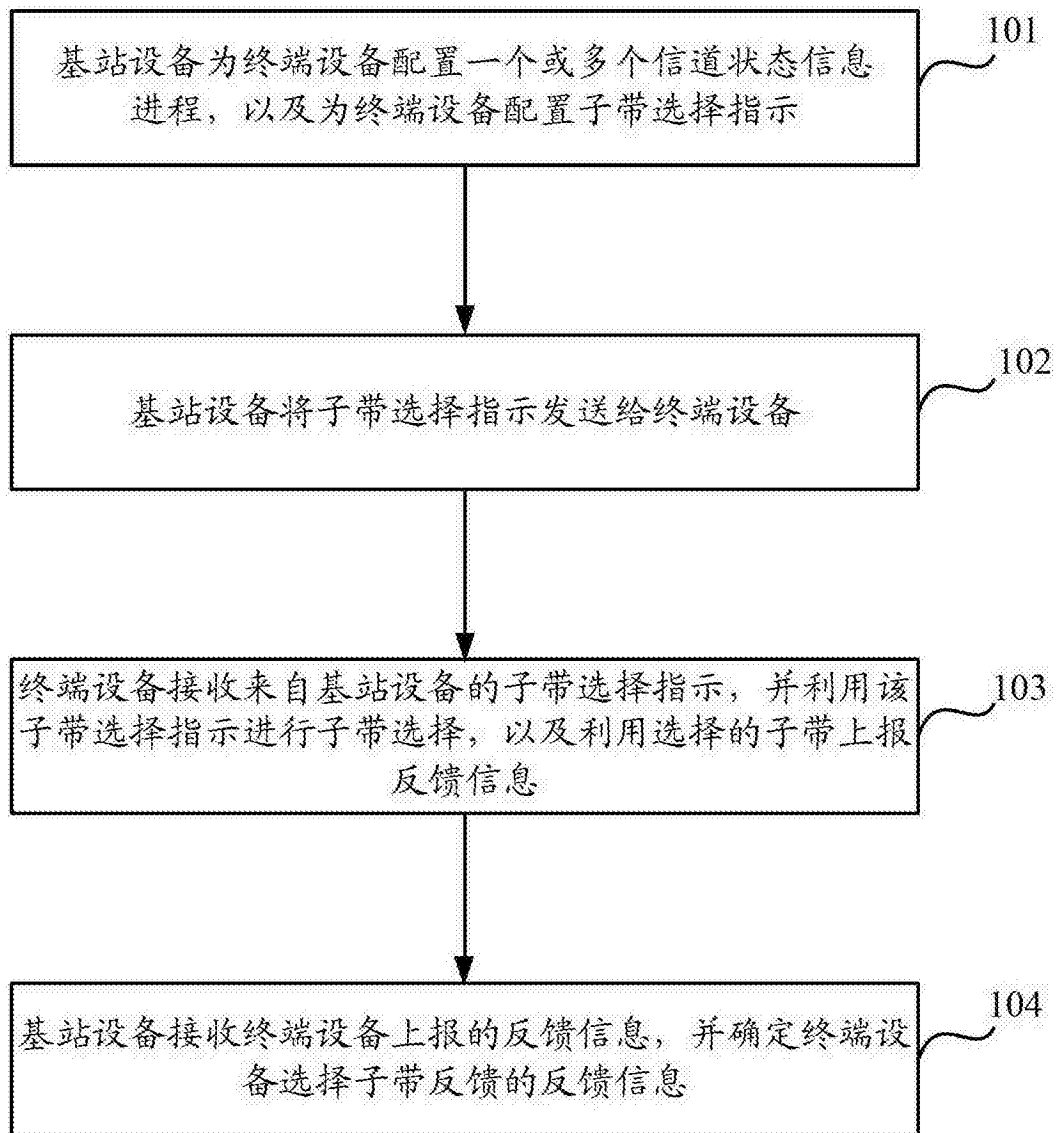 101
基站设备为终端设备配置一个或多个信道状态信息
进程，以及为终端设备配置子带选择指示
102
基站设备将子带选择指示发送给终端设备
103
终端设备接收来自基站设备的子带选择指示，并利用该
子带选择指示进行子带选择，以及利用选择的子带上报
反馈信息
104
基站设备接收终端设备上报的反馈信息，并确定终端设
备选择子带反馈的反馈信息